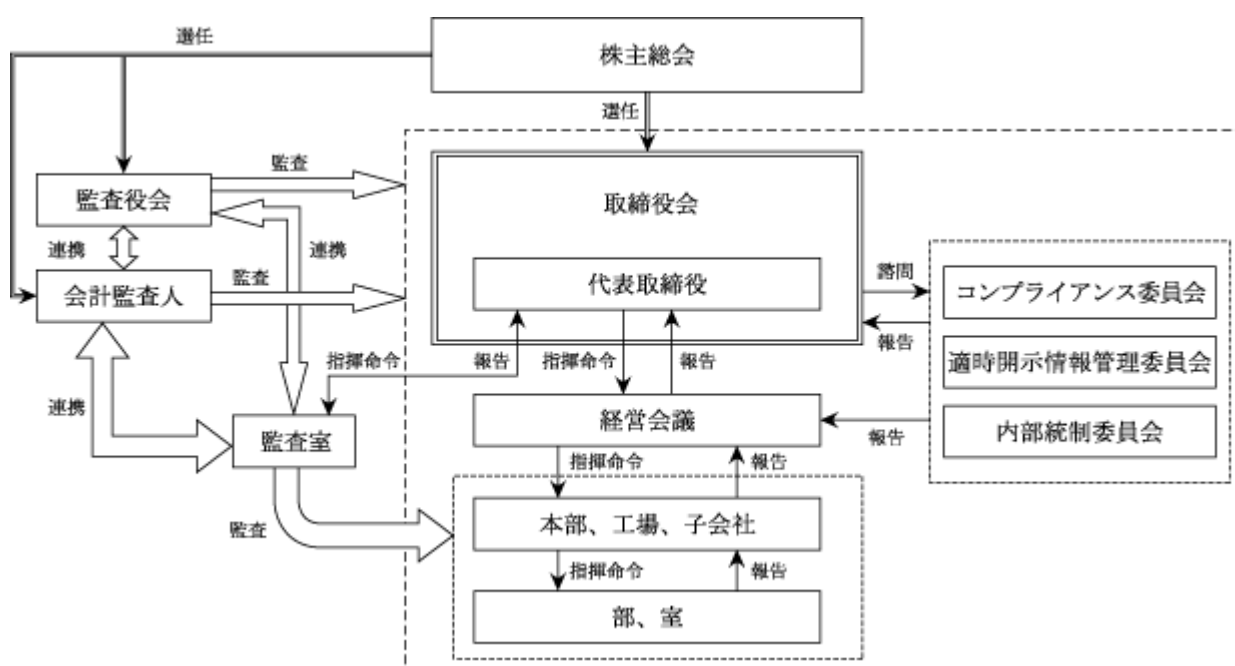 選任
株主総会
選任
監査
監査役会
取締役会
連携
連携
諮問
監査
代表取締役
コンプライアンス委員会
会計監査人
報告
指揮命令
報告
指揮命令
報告
適時開示情報管理委員会
連携
経営会議
報告
内部統制委員会
監査室
指揮命令
報告
監査
本部、工場、子会社
指揮命令
報告
部、室